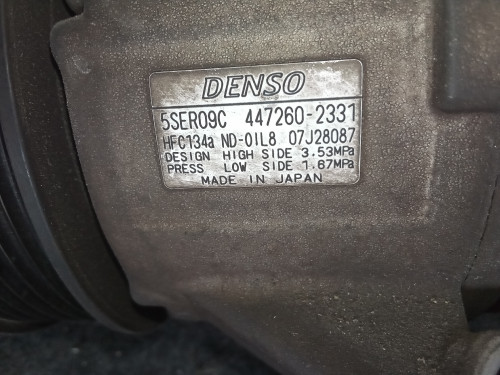 DENSO
5SER09C 447260-2331
HFC134a ND-OIL8 07J28087
DESIGN HIGH SIDE 3.53MPa
PRESS LOW SIDE 1.67MPa
MADE IN JAPAN